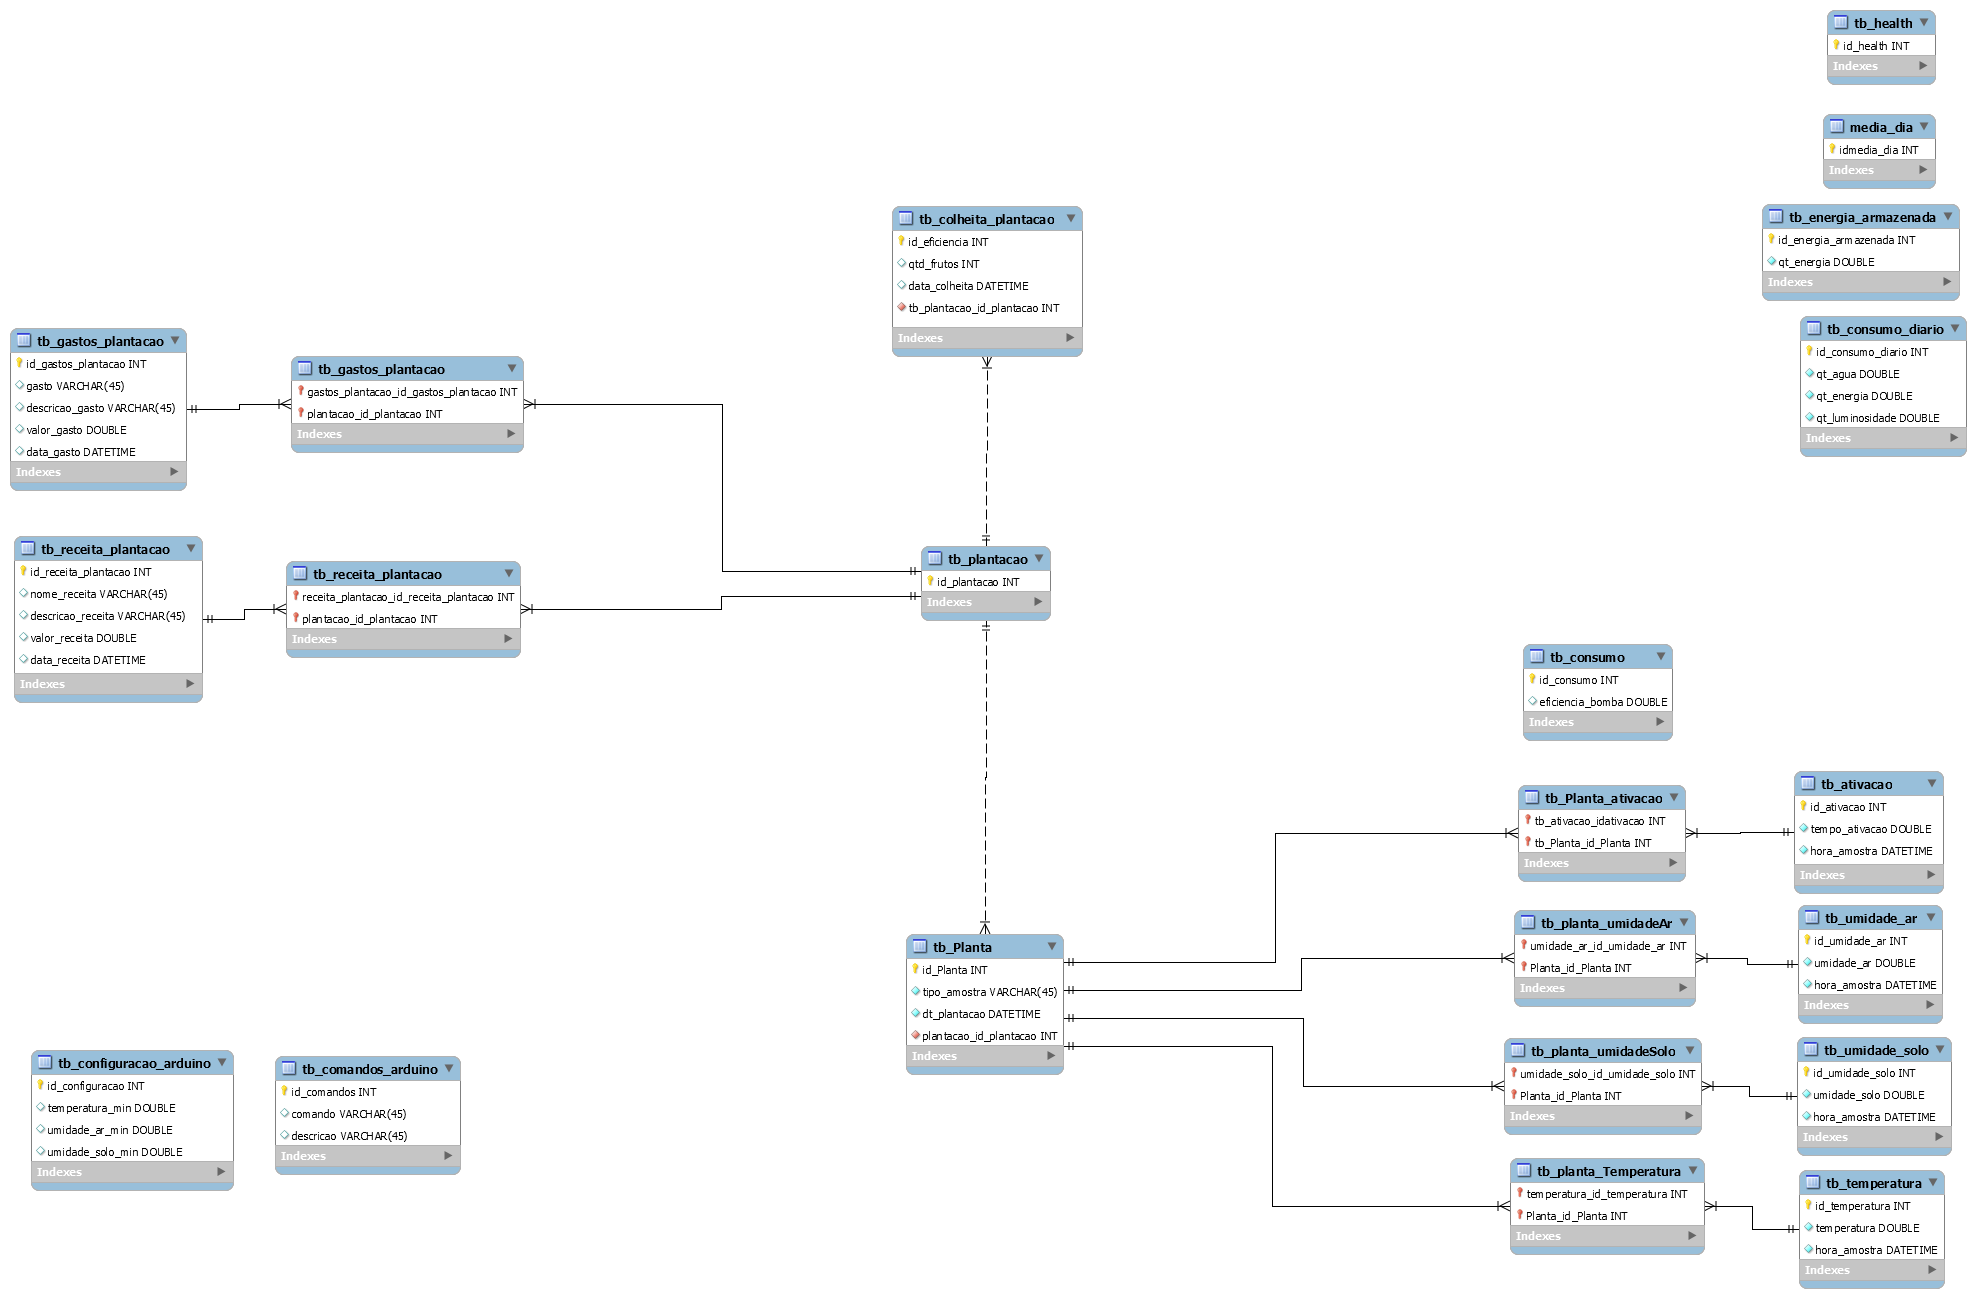 tb_health
id_health INT
Indexes
media_dia
idmedia_dia INT
Indexes
tb_energia_armazenada
id_energia_armazenada INT
qt_energia DOUBLE
Indexes
tb_consumo_diario
id_consumo_diario INT
qt_agua DOUBLE
qt_energia DOUBLE
qt_luminosidade DOUBLE
Indexes
tb_colheita_plantacao
id_eficiencia INT
qtd_frutos INT
data_colheita DATETIME
tb_plantacao_id_plantacao INT
Indexes
tb_gastos_plantacao
id_gastos_plantacao INT
gasto VARCHAR(45)
descricao_gasto VARCHAR(45)
valor_gasto DOUBLE
data_gasto DATETIME
Indexes
tb_gastos_plantacao
gastos_plantacao_id_gastos_plantacao INT
plantacao_id_plantacao INT
Indexes
tb_receita_plantacao
id_receita_plantacao INT
nome_receita VARCHAR(45)
descricao_receita VARCHAR(45)
valor_receita DOUBLE
data_receita DATETIME
Indexes
tb_receita_plantacao
receita_plantacao_id_receita_plantacao INT
plantacao_id_plantacao INT
Indexes
tb_plantacao
id_plantacao INT
Indexes
tb_consumo
id_consumo INT
eficiencia_bomba DOUBLE
Indexes
tb_Planta_ativacao
tb_ativacao_idativacao INT
tb_Planta_id_Planta INT
Indexes
tb_ativacao
id_ativacao INT
tempo_ativacao DOUBLE
hora_amostra DATETIME
Indexes
tb_planta_umidadeAr
umidade_ar_id_umidade_ar INT
Planta_id_Planta INT
Indexes
tb_umidade_ar
id_umidade_ar INT
umidade_ar DOUBLE
hora_amostra DATETIME
Indexes
tb_Planta
id_Planta INT
tipo_amostra VARCHAR(45)
dt_plantacao DATETIME
plantacao_id_plantacao INT
Indexes
tb_planta_umidadeSolo
umidade_solo_id_umidade_solo INT
Planta_id_Planta INT
Indexes
tb_umidade_solo
id_umidade_solo INT
umidade_solo DOUBLE
hora_amostra DATETIME
Indexes
tb_configuracao_arduino
id_configuracao INT
temperatura_min DOUBLE
umidade_ar_min DOUBLE
umidade_solo_min DOUBLE
Indexes
tb_comandos_arduino
id_comandos INT
comando VARCHAR(45)
descricao VARCHAR(45)
Indexes
tb_planta_Temperatura
temperatura_id_temperatura INT
Planta_id_Planta INT
Indexes
tb_temperatura
id_temperatura INT
temperatura DOUBLE
hora_amostra DATETIME
Indexes